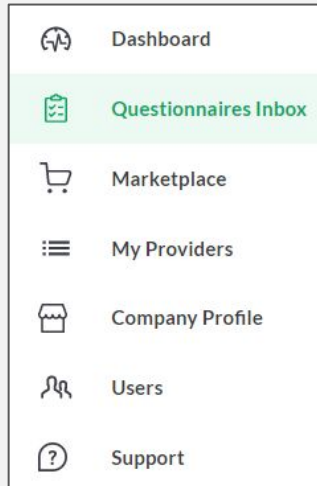 Dashboard
Questionnaires Inbox
Marketplace
My Providers
Company Profile
Users
Support